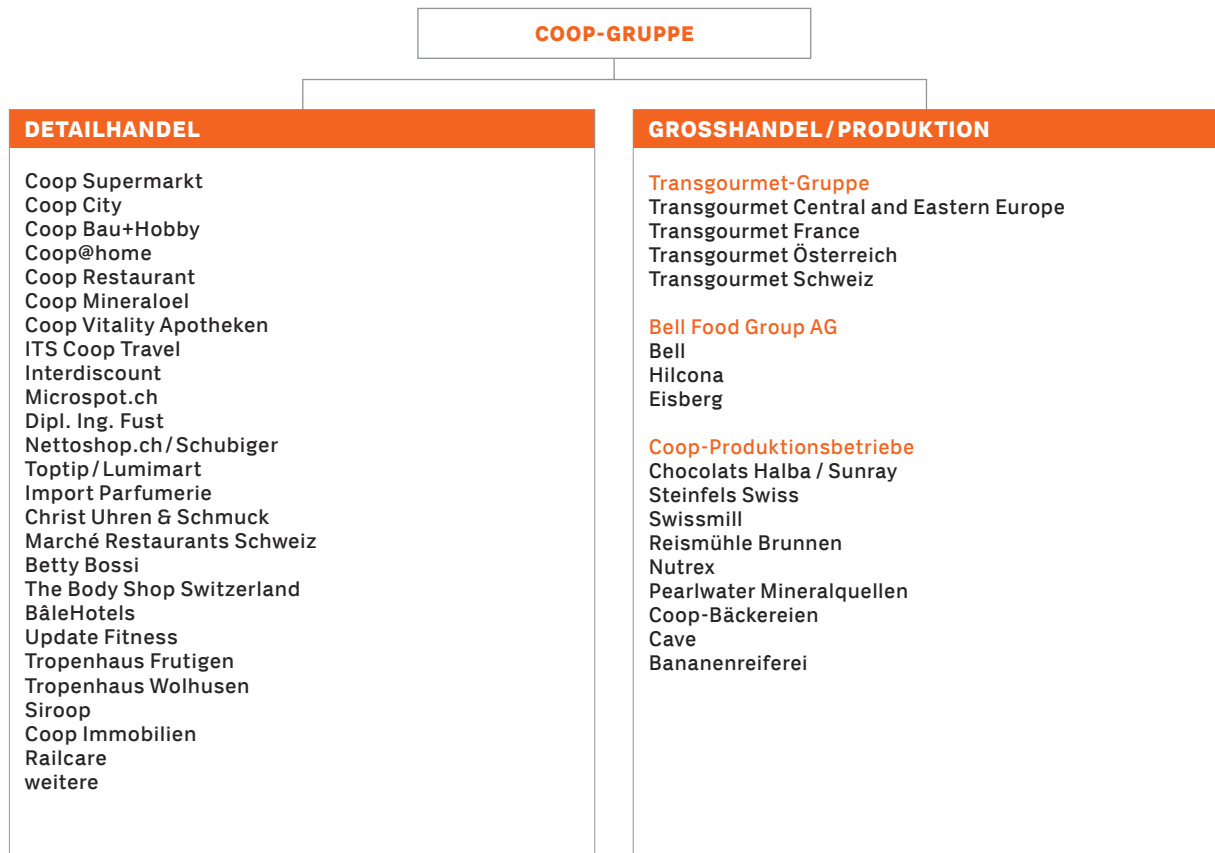 COOP-GRUPPE
DETAILHANDEL
Coop Supermarkt
Coop City
Coop Bau+Hobby
Coop@home
Coop Restaurant
Coop Mineraloel
Coop Vitality Apotheken
ITS Coop Travel
Interdiscount
Microspot.ch
Dipl. Ing. Fust
Nettoshop.ch/Schubiger
Toptip/Lumimart
Import Parfumerie
Christ Uhren & Schmuck
Marché Restaurants Schweiz
Betty Bossi
The Body Shop Switzerland
BâleHotels
Update Fitness
Tropenhaus Frutigen
Tropenhaus Wolhusen
Siroop
Coop Immobilien
Railcare
weitere
GROSSHANDEL/PRODUKTION
Transgourmet-Gruppe
Transgourmet Central and Eastern Europe
Transgourmet France
Transgourmet Österreich
Transgourmet Schweiz
Bell Food Group AG
Bell
Hilcona
Eisberg
Coop-Produktionsbetriebe
Chocolats Halba / Sunray
Steinfels Swiss
Swissmill
Reismühle Brunnen
Nutrex
Pearlwater Mineralquellen
Coop-Bäckereien
Cave
Bananenreiferei